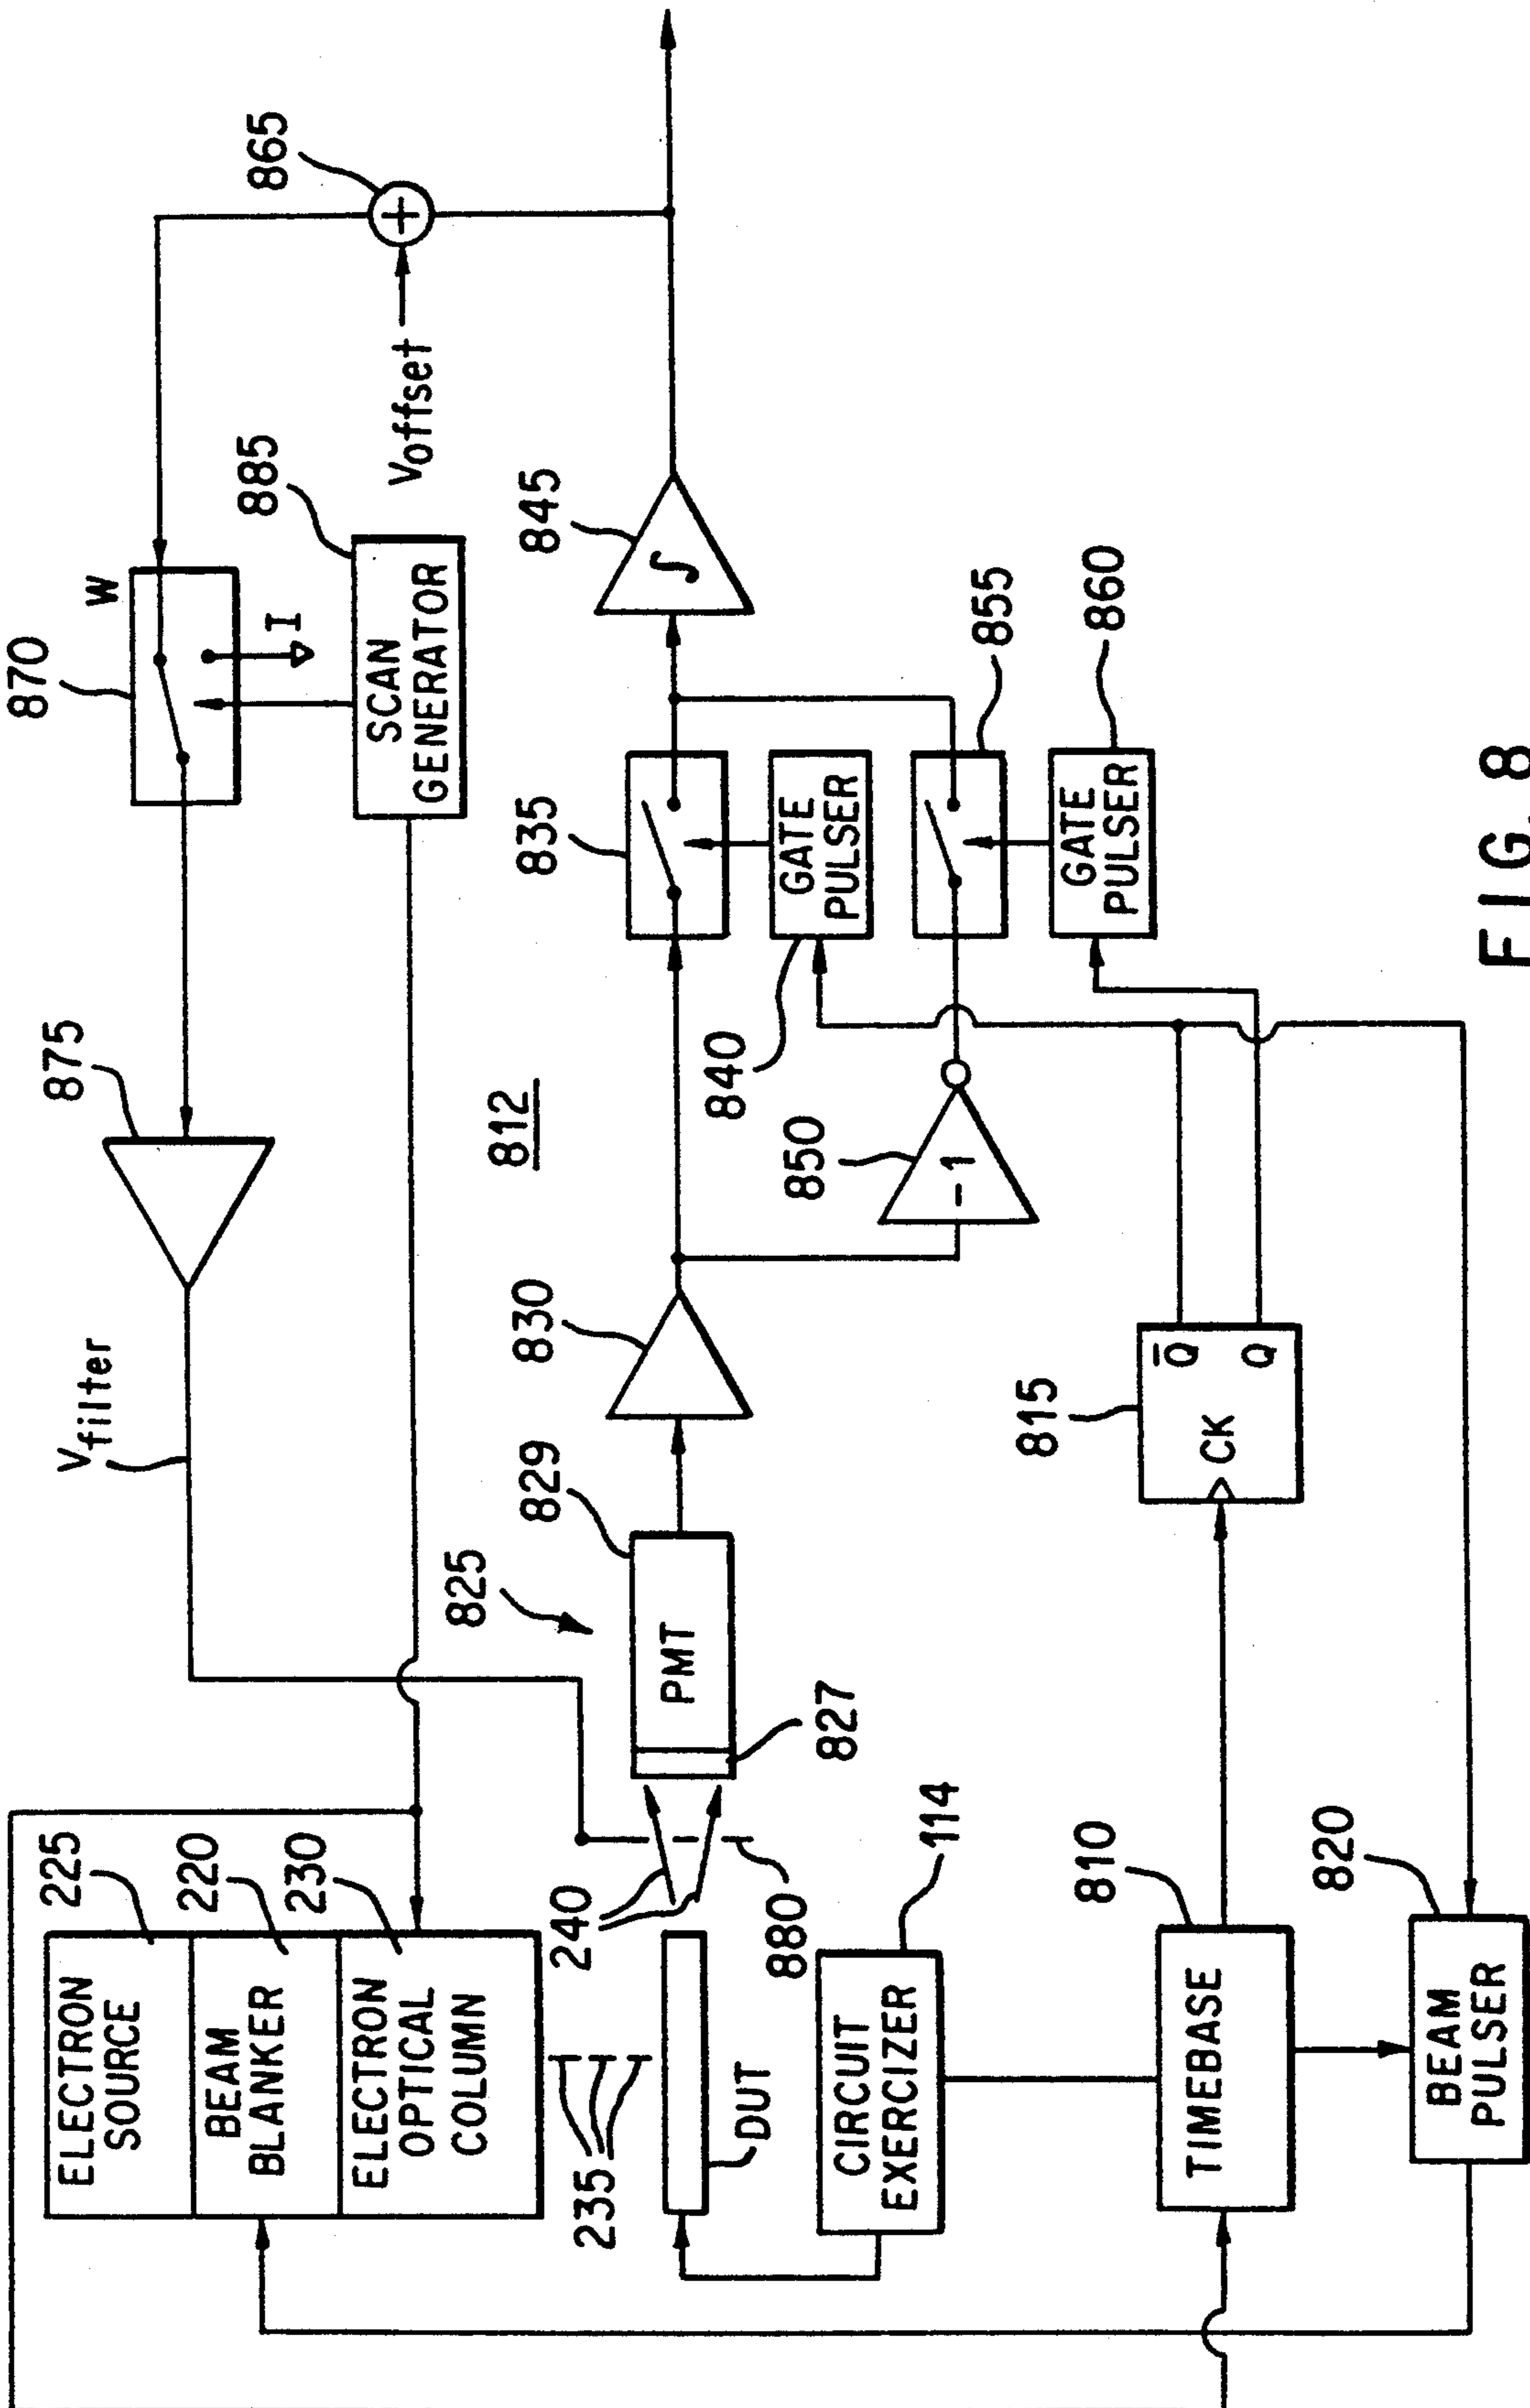 225
ELECTRON
SOURCE
220
BEAM
BLANKER
230
ELECTRON
OPTICAL
COLUMN
235
240
DUT
880
CIRCUIT
EXERCIZER
114
TIMEBASE
810
BEAM
PULSER
820
Vfilter
875
870
W
I
SCAN
GENERATOR
885
865
+
Voffset
812
825
PMT
829
827
830
835
GATE
PULSER
840
845
∫
850
-1
855
GATE
PULSER
860
815
CK
Q̅
Q
FIG. 8